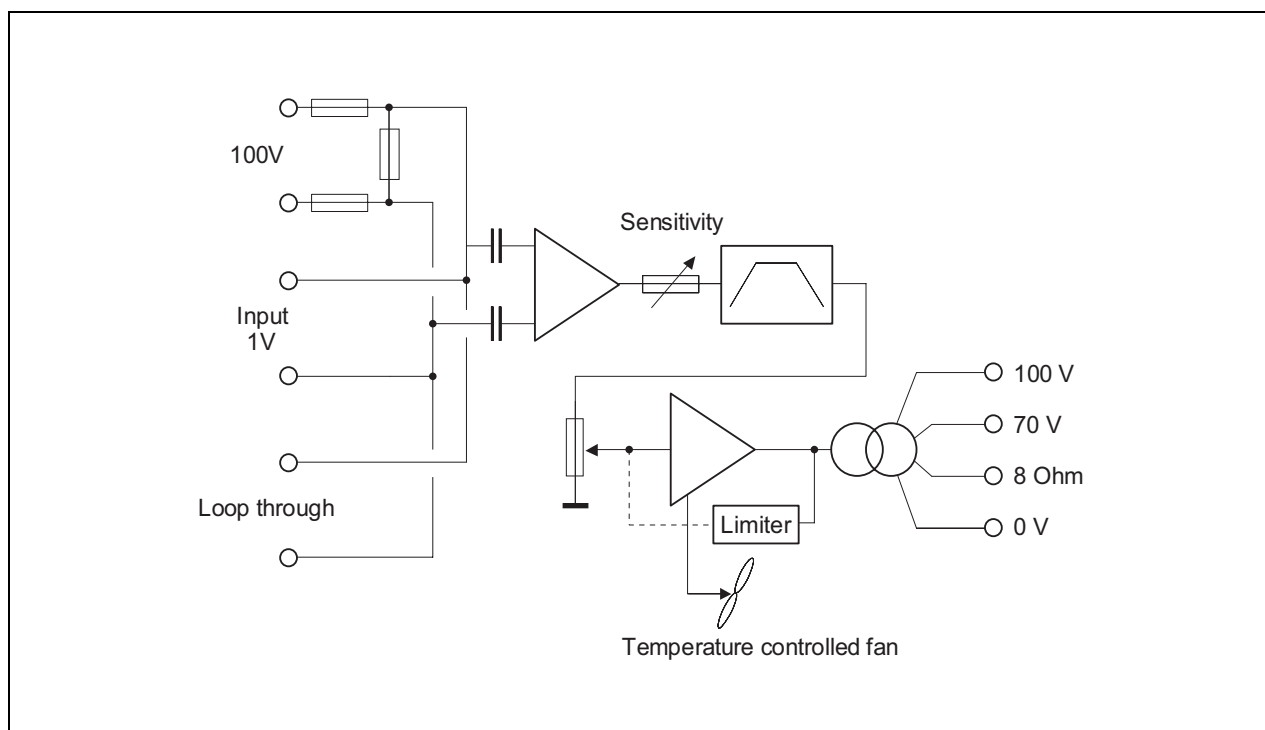 100V
Input
1V
Loop through
Sensitivity
Limiter
Temperature controlled fan
100 V
70 V
8 Ohm
0 V